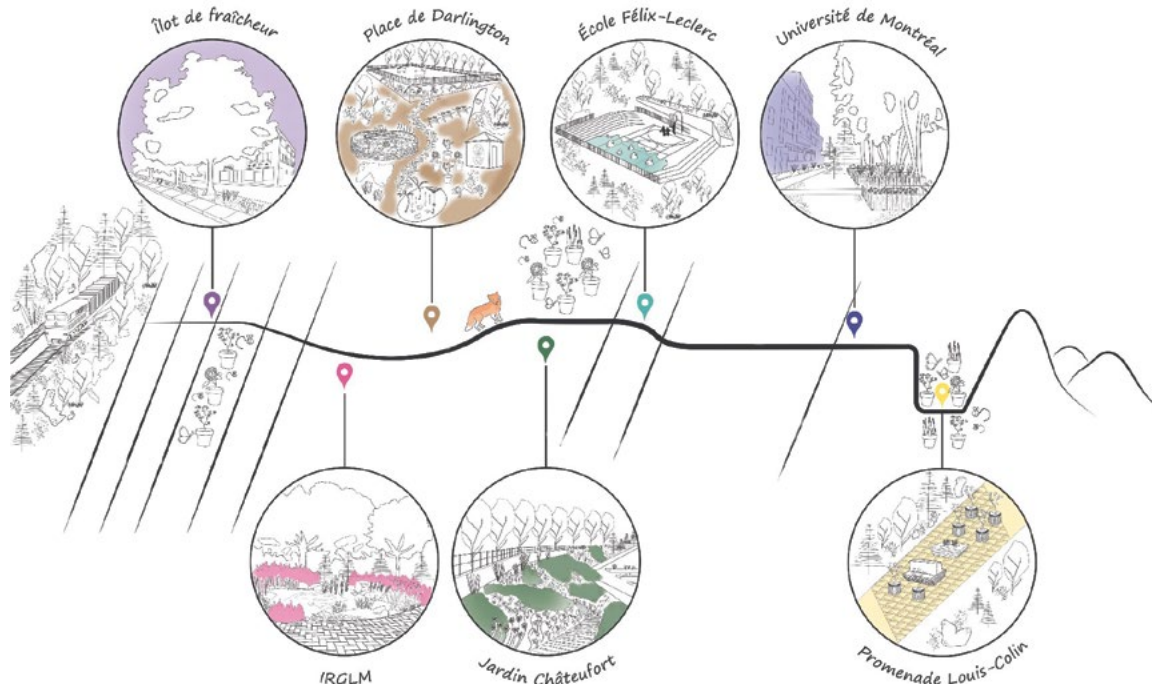 Îlot de fraîcheur
Place de Darlington
École Félix-Leclerc
Université de Montréal
IRGLM
Jardin Châteufort
Promenade Louis-Colin